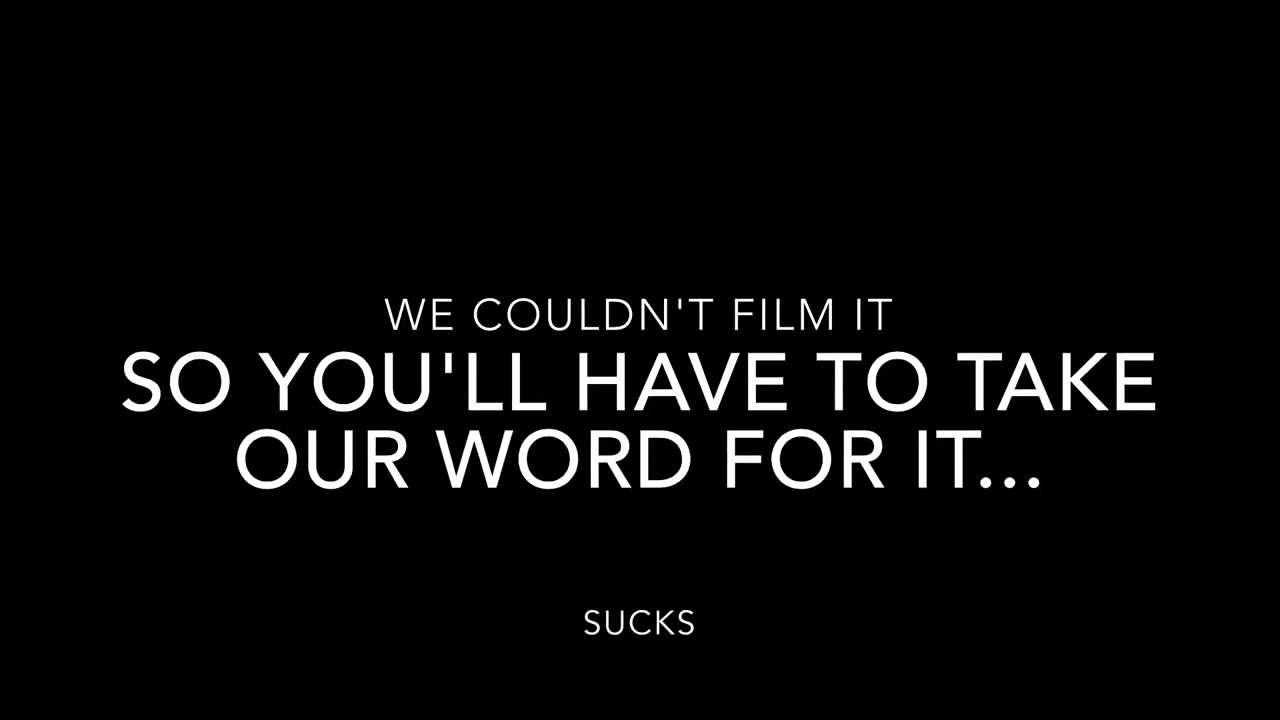 WE COULDN'T FILM IT
SO YOU'LL HAVE TO TAKE
OUR WORD FOR IT...
SUCKS